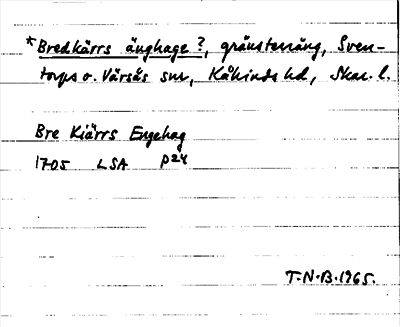 *Bredkärrs änghage?, gränsterräng, Sven-
torps o. Värsås snr, Kåkinds hd, Skar. l.
Bre Kiärrs Engehag
1705 LSA P24
T.N.B. 1965.